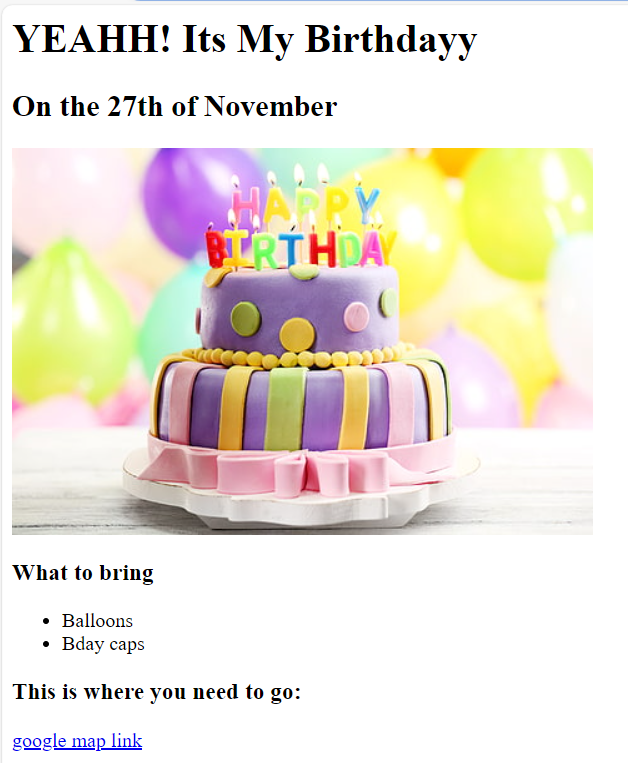 YEAHH! Its My Birthdayy
On the 27th of November
HAPPY
BIRTHDAY
What to bring
Balloons
Bday caps
This is where you need to go:
google map link